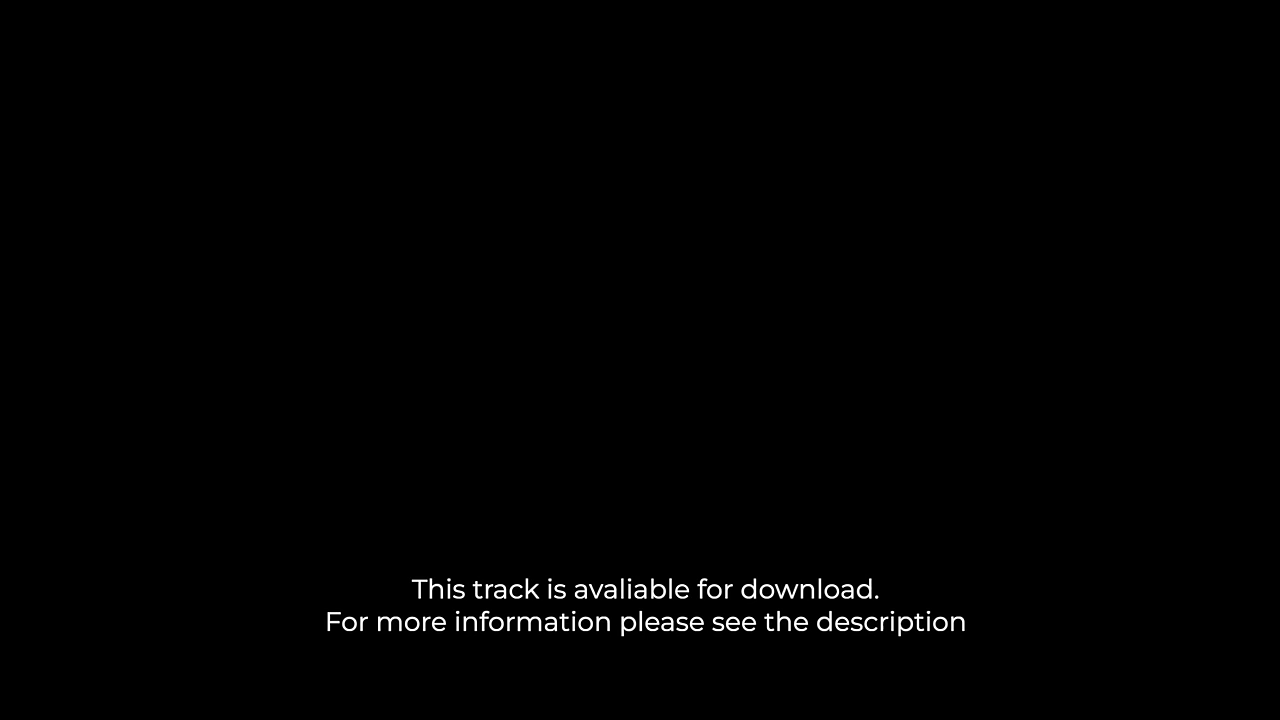 This track is avaliable for download.
For more information please see the description